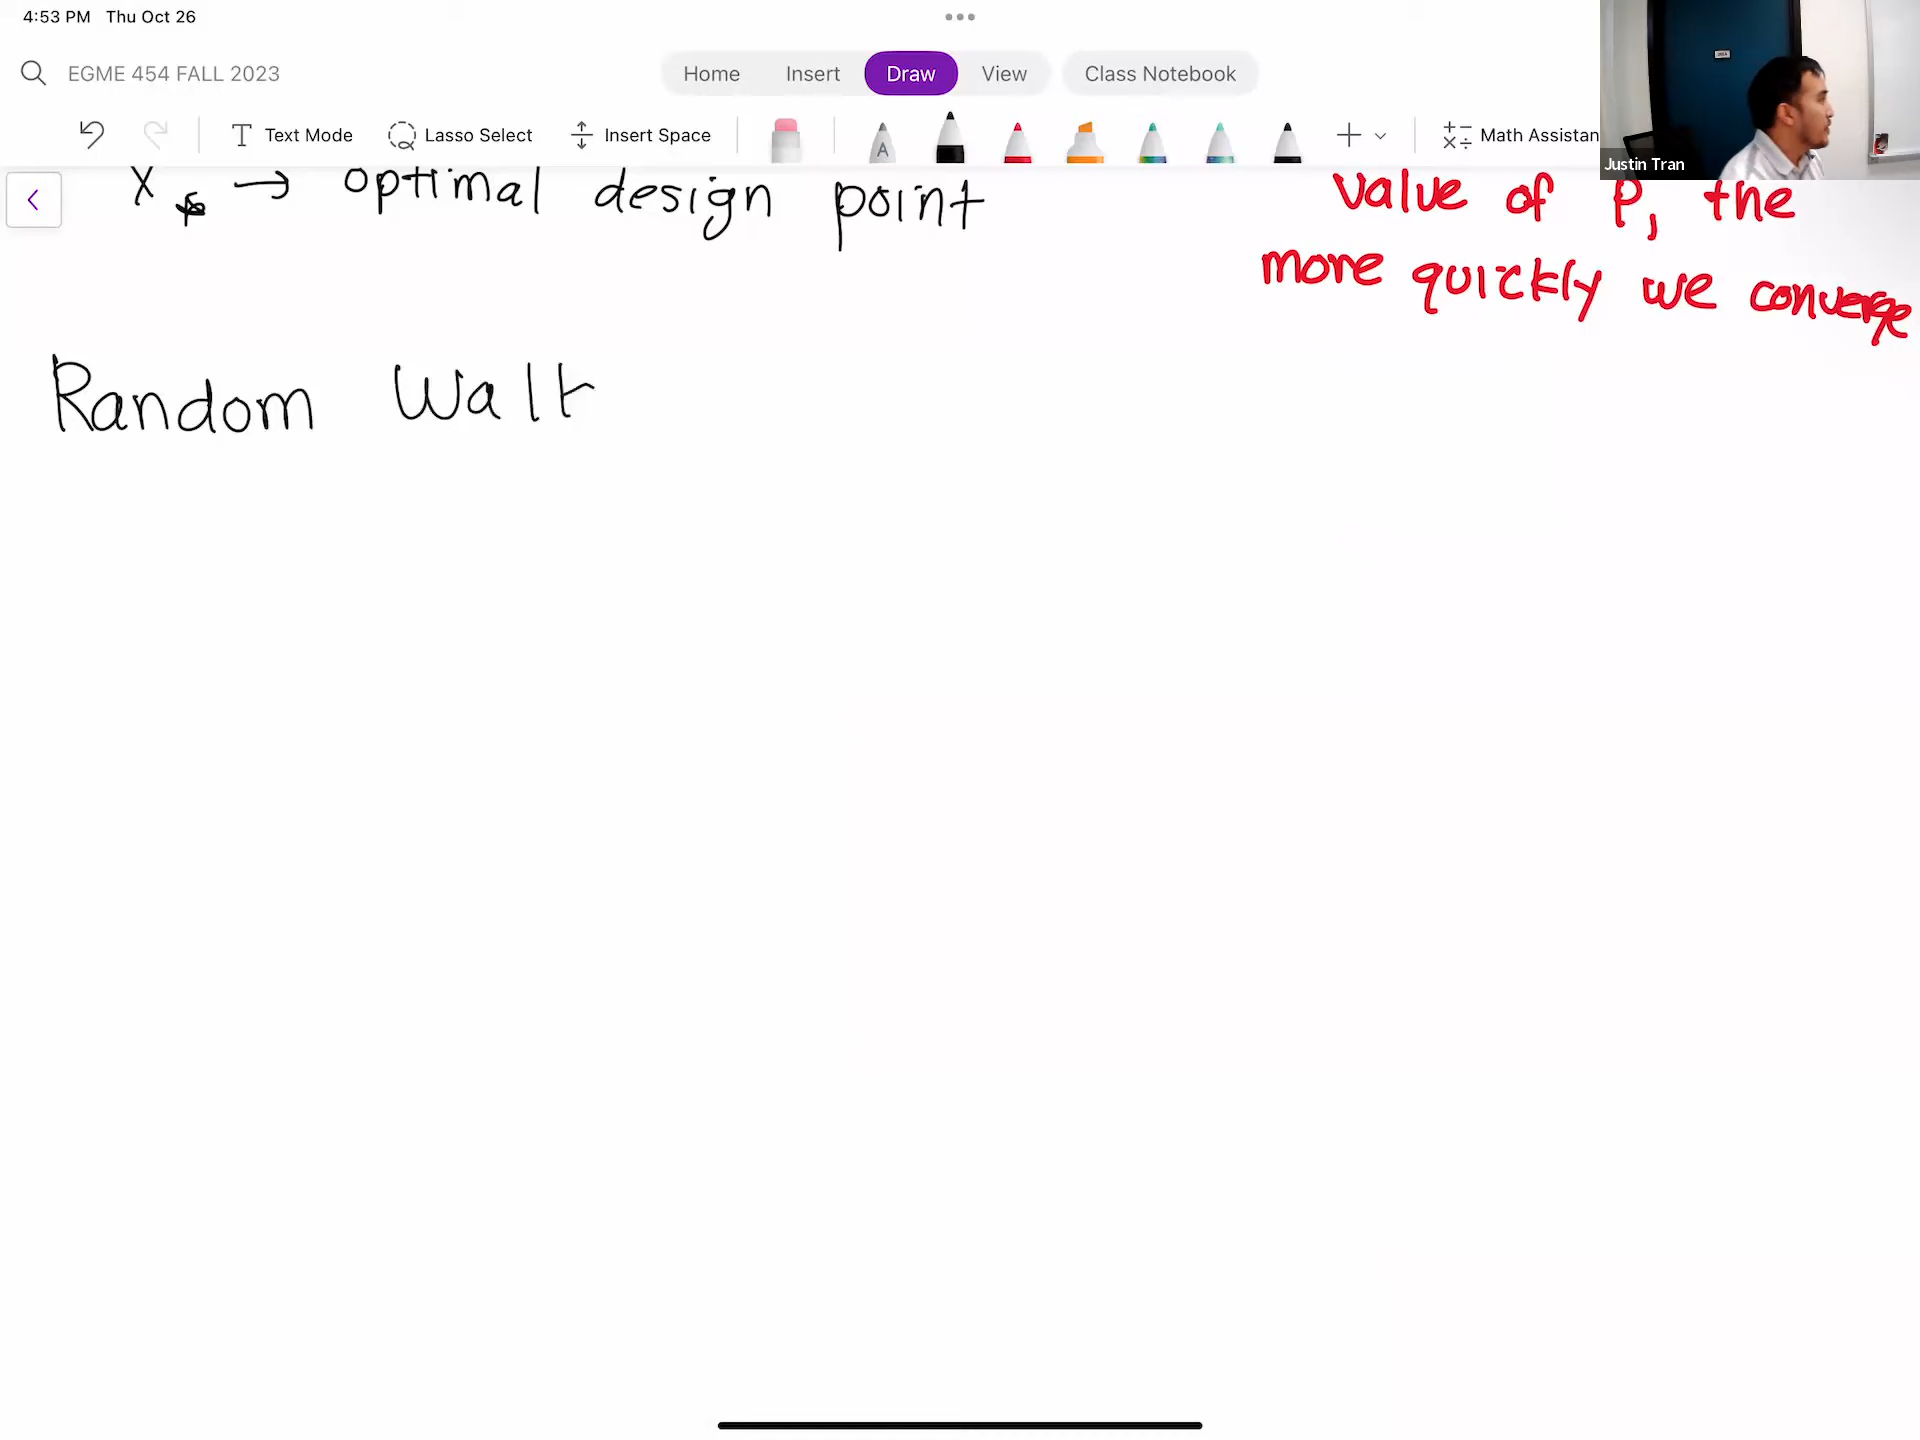 4:53 PM Thu Oct 26
EGME 454 FALL 2023
Home Insert Draw View Class Notebook
Text Mode Lasso Select Insert Space A Math Assistan
Justin Tran
X* → optimal design point
value of P, the
more quickly we converge
Random Walk